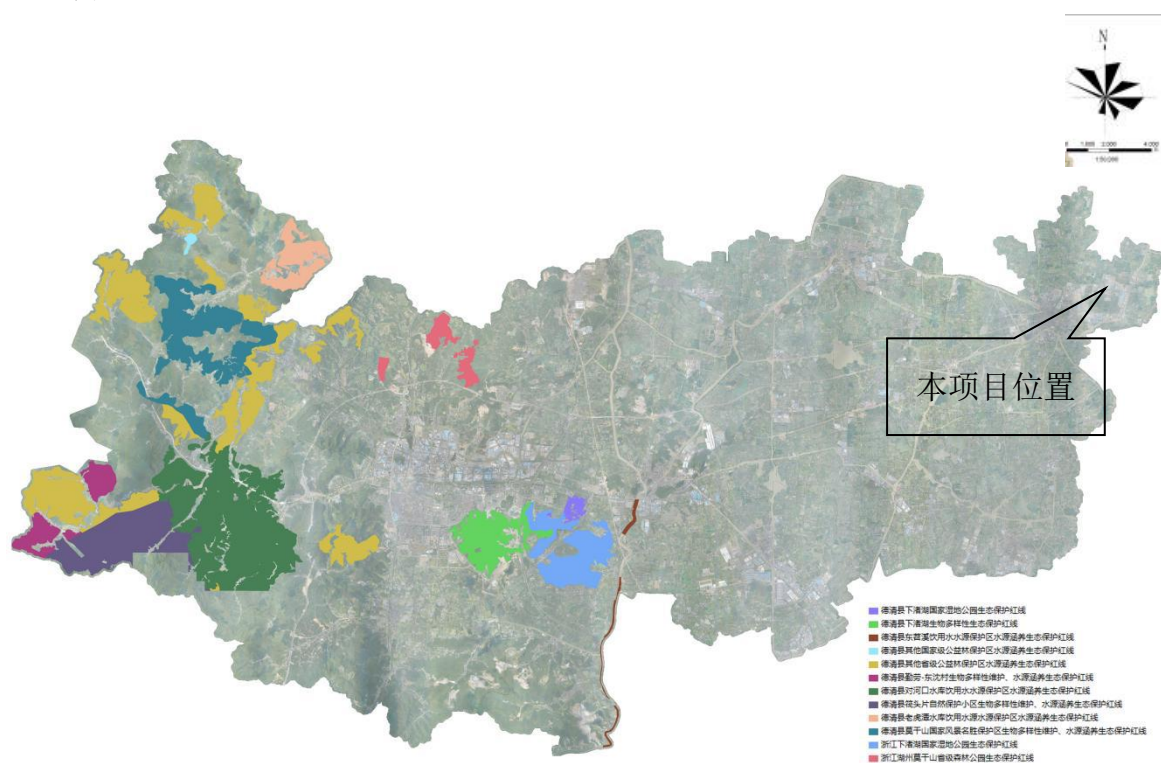 N
0 1,000 2,000 4,000
1:50,000
本项目位置
德清县下渚湖国家湿地公园生态保护红线
德清县下渚湖生物多样性生态保护红线
德清县东苕溪饮用水水源保护区水源涵养生态保护红线
德清县其他国家级公益林保护区水源涵养生态保护红线
德清县其他省级公益林保护区水源涵养生态保护红线
德清县勤劳-东沈村生物多样性维护、水源涵养生态保护红线
德清县对河口水库饮用水水源保护区水源涵养生态保护红线
德清县筏头片自然保护小区生物多样性维护、水源涵养生态保护红线
德清县老虎潭水库饮用水源水源保护区水源涵养生态保护红线
德清县莫干山国家风景名胜保护区生物多样性维护、水源涵养生态保护红线
浙江下渚湖国家湿地公园生态保护红线
浙江湖州莫干山省级森林公园生态保护红线